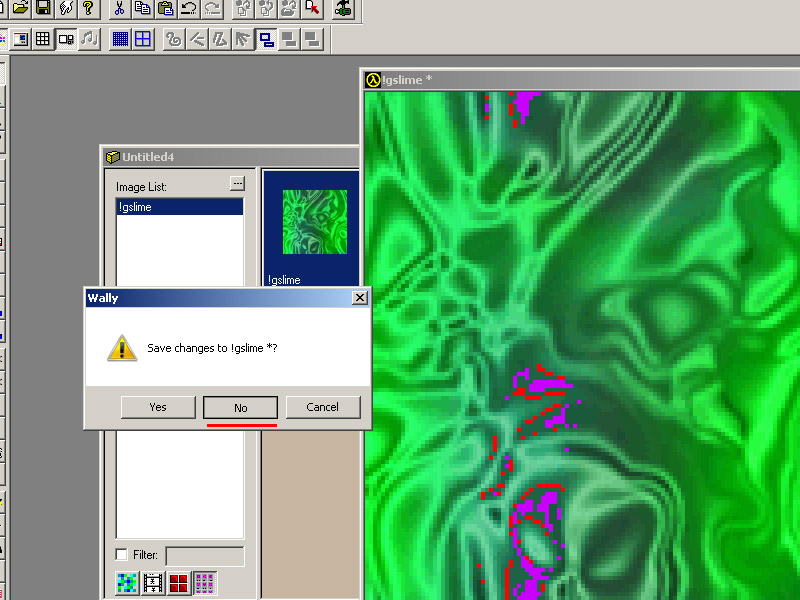 !gslime *
Untitled4
Image List:
...
!gslime
!gslime
Wally
Save changes to !gslime *?
Yes
No
Cancel
Filter: